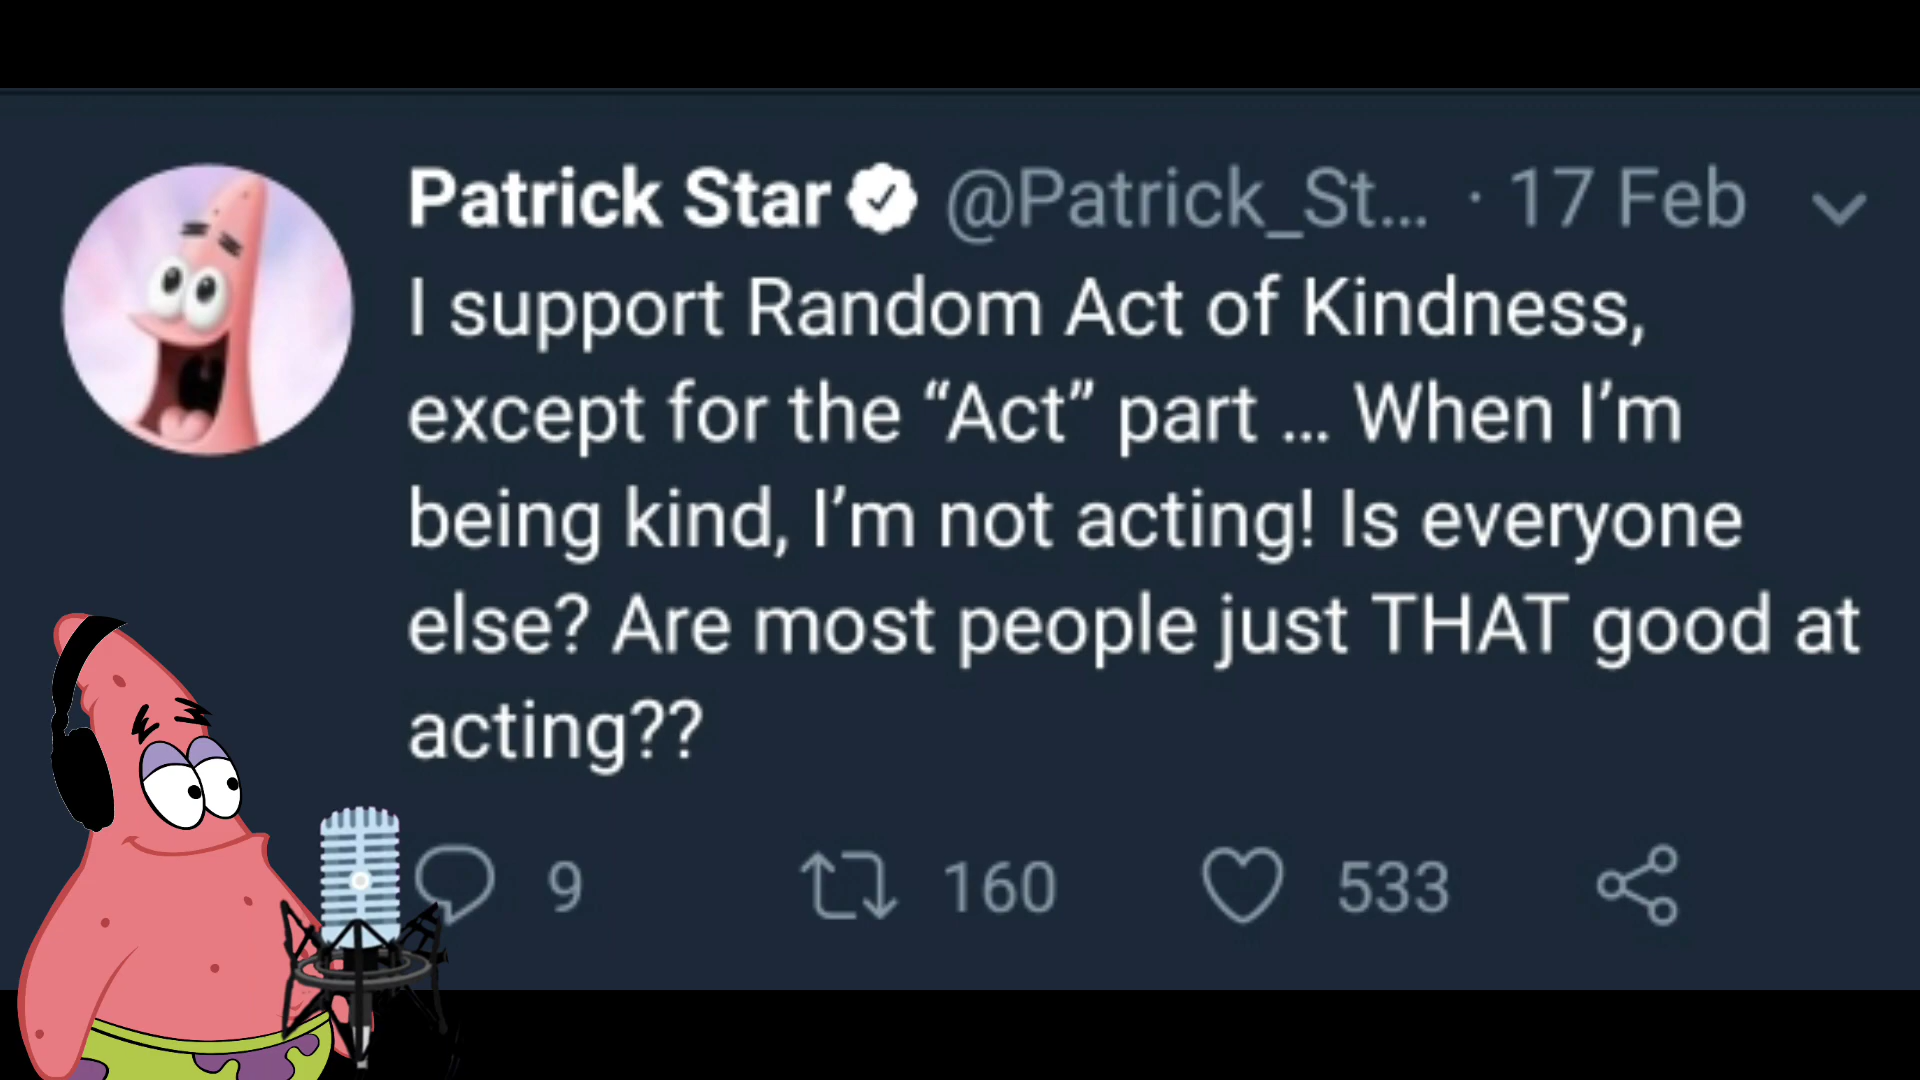 Patrick Star @Patrick_St... · 17 Feb
I support Random Act of Kindness,
except for the “Act” part ... When I’m
being kind, I’m not acting! Is everyone
else? Are most people just THAT good at
acting??
9 160 533